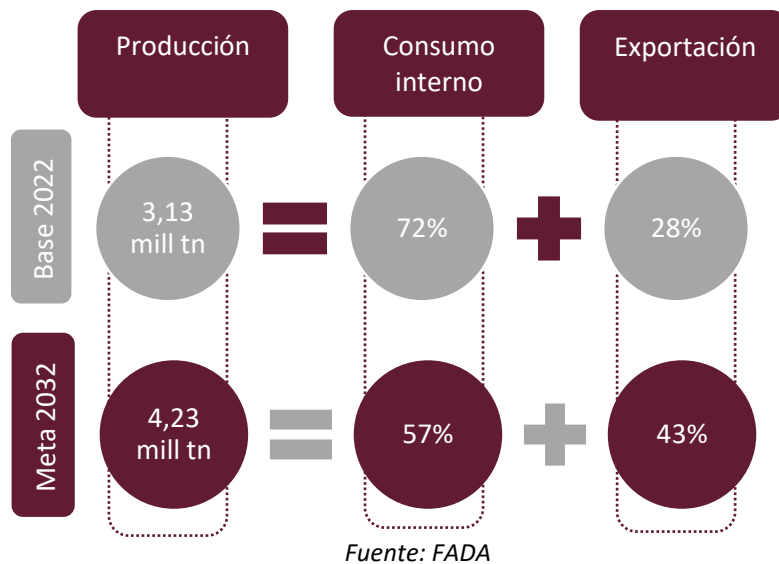 Producción
Consumo
interno
Exportación
Base 2022
3,13
mill tn
72%
28%
Meta 2032
4,23
mill tn
57%
43%
Fuente: FADA